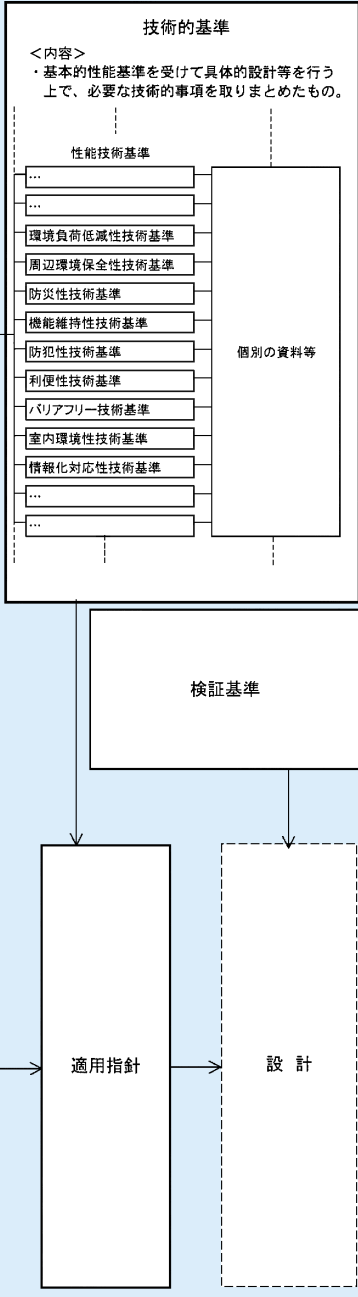 技術的基準
＜内容＞
・基本的性能基準を受けて具体的設計等を行う
上で、必要な技術的事項を取りまとめたもの。
性能技術基準
…
…
環境負荷低減性技術基準
周辺環境保全性技術基準
防災性技術基準
機能維持性技術基準
防犯性技術基準
利便性技術基準
バリアフリー技術基準
室内環境性技術基準
情報化対応性技術基準
…
…
個別の資料等
検証基準
適用指針
設 計